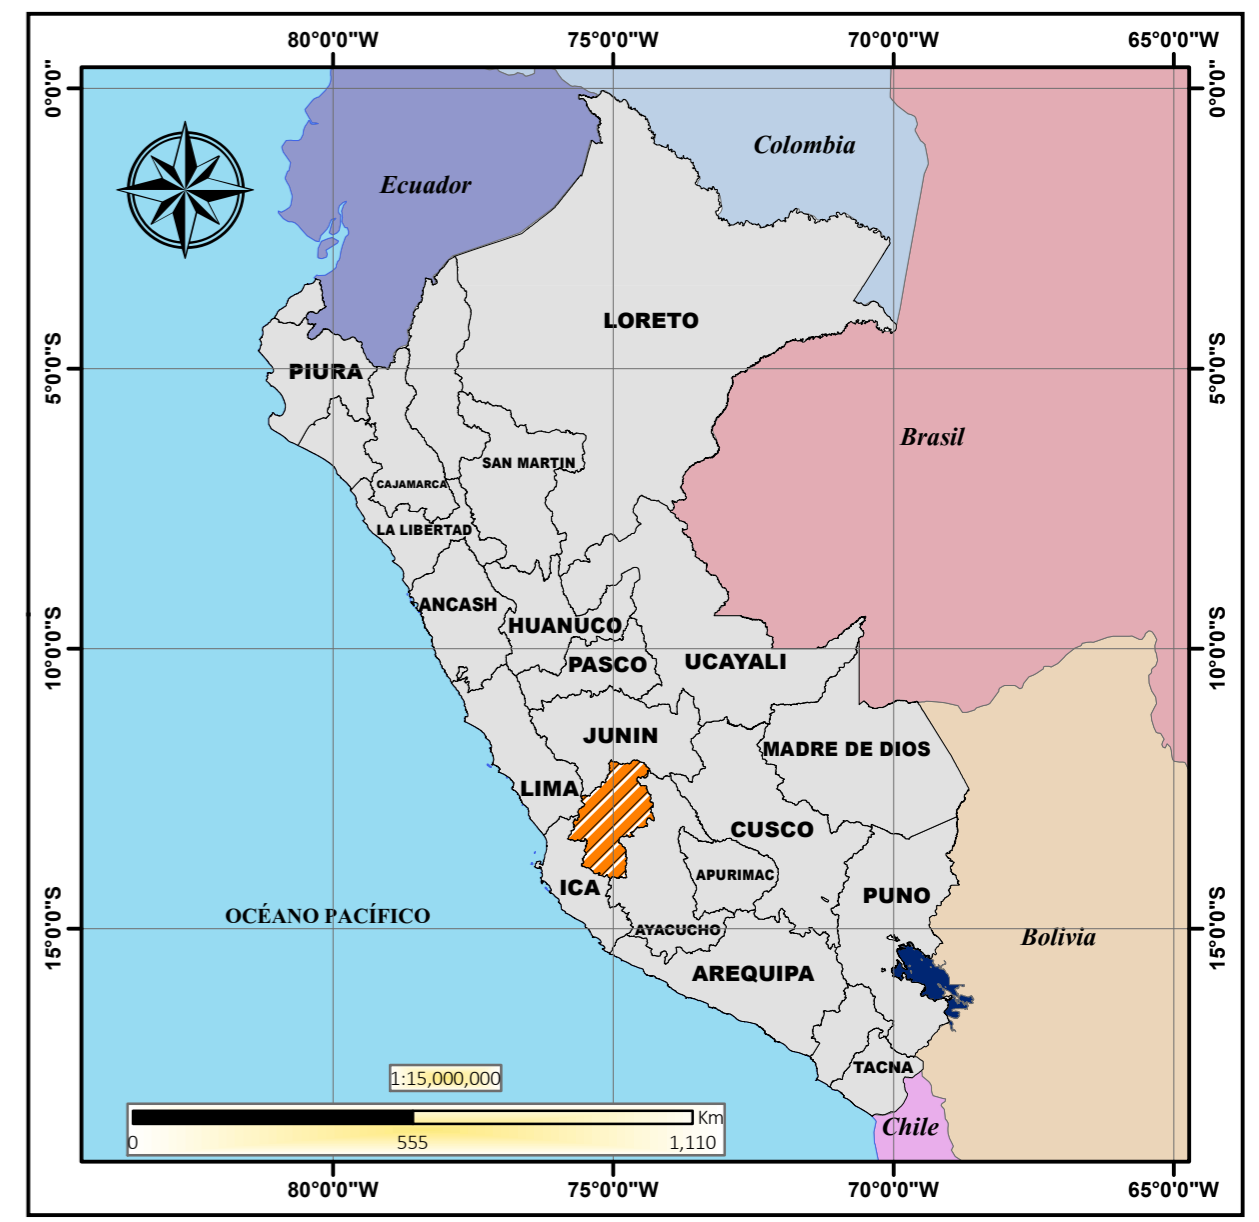 80°0'0"W 75°0'0"W 70°0'0"W 65°0'0"W
0°0'0" 0°0'0"
Colombia
Ecuador
LORETO
5°0'0"S 5°0'0"S
PIURA
Brasil
SAN MARTIN
CAJAMARCA
LA LIBERTAD
ANCASH
HUANUCO
10°0'0"S 10°0'0"S
PASCO UCAYALI
JUNIN
MADRE DE DIOS
LIMA
CUSCO
APURIMAC
ICA
PUNO
OCÉANO PACÍFICO
15°0'0"S 15°0'0"S
AYACUCHO
Bolivia
AREQUIPA
TACNA
1:15,000,000
Km
0 555 1,110
Chile
80°0'0"W 75°0'0"W 70°0'0"W 65°0'0"W